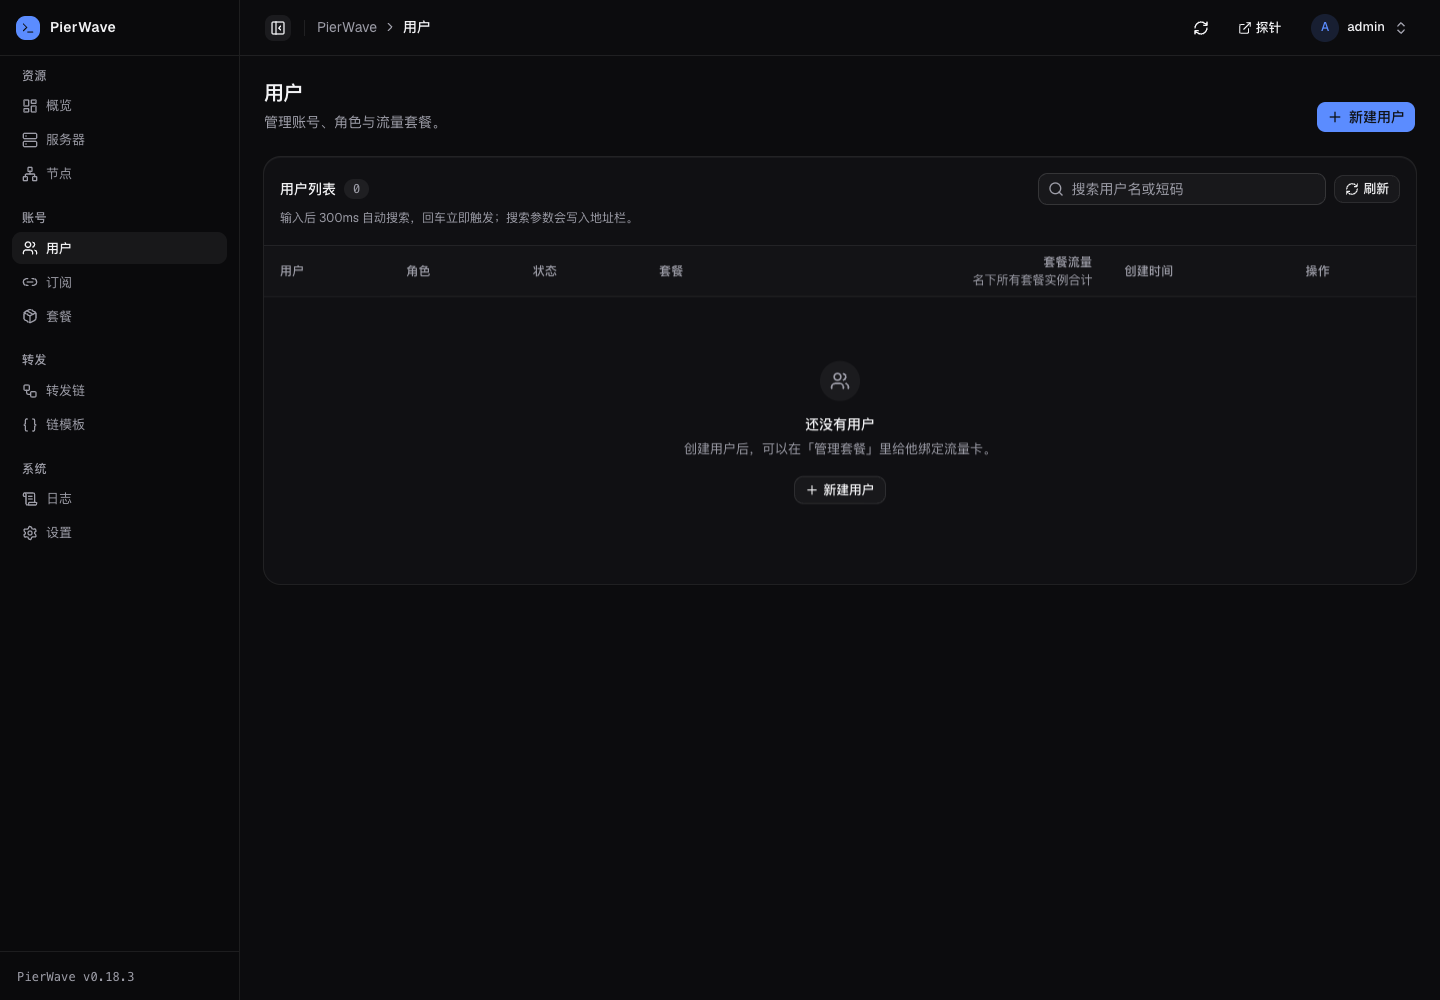 PierWave
PierWave
用户
探针
A
admin
资源
概览
服务器
节点
账号
用户
订阅
套餐
转发
转发链
链模板
系统
日志
设置
PierWave v0.18.3
用户
管理账号、角色与流量套餐。
新建用户
用户列表 0
输入后 300ms 自动搜索，回车立即触发；搜索参数会写入地址栏。
搜索用户名或短码
刷新
用户
角色
状态
套餐
套餐流量
名下所有套餐实例合计
创建时间
操作
还没有用户
创建用户后，可以在「管理套餐」里给他绑定流量卡。
新建用户